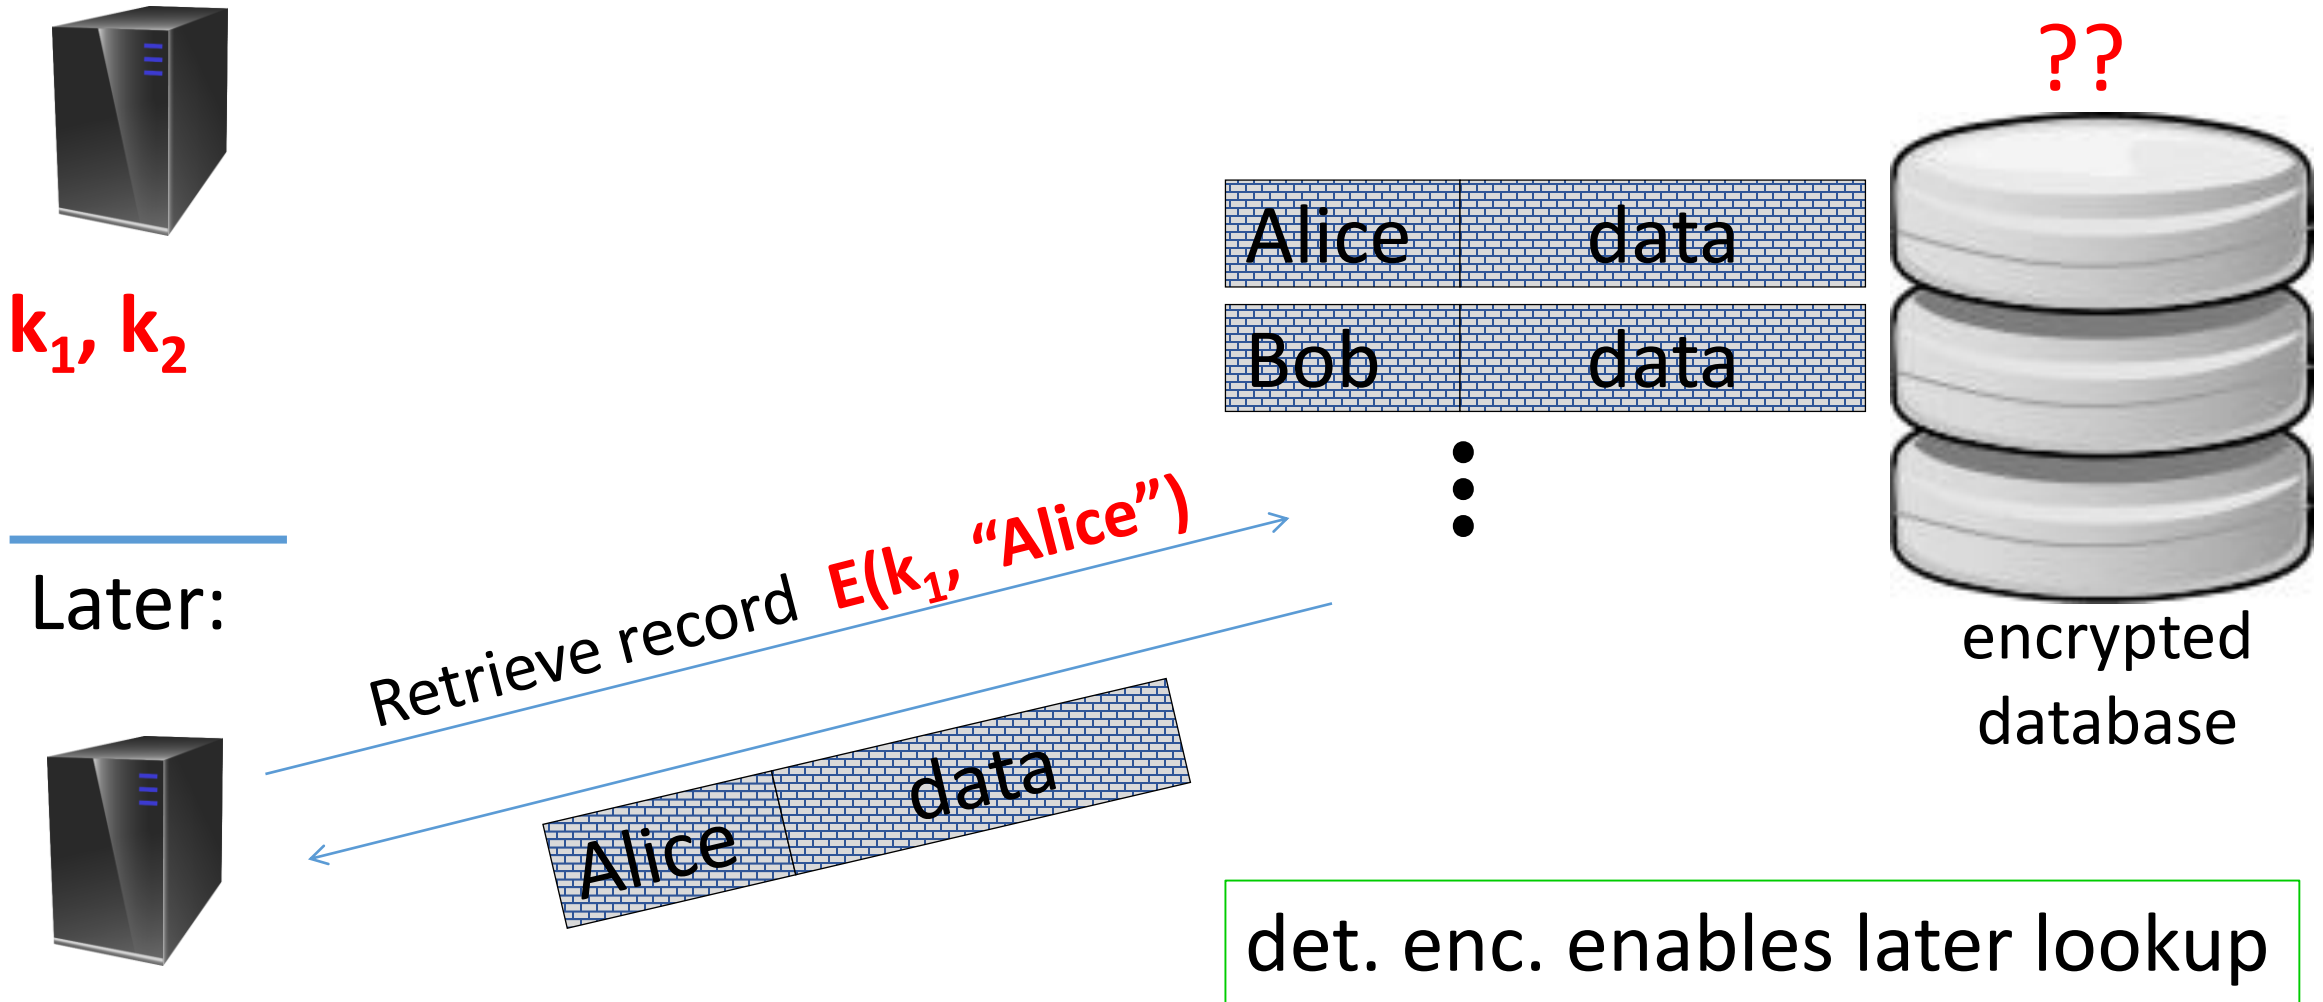 ??
Alice data
Bob data
k₁, k₂
Later:
Retrieve record E(k₁, “Alice”)
Alice data
encrypted
database
det. enc. enables later lookup